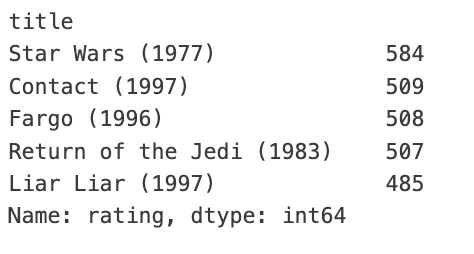 title
Star Wars (1977) 584
Contact (1997) 509
Fargo (1996) 508
Return of the Jedi (1983) 507
Liar Liar (1997) 485
Name: rating, dtype: int64